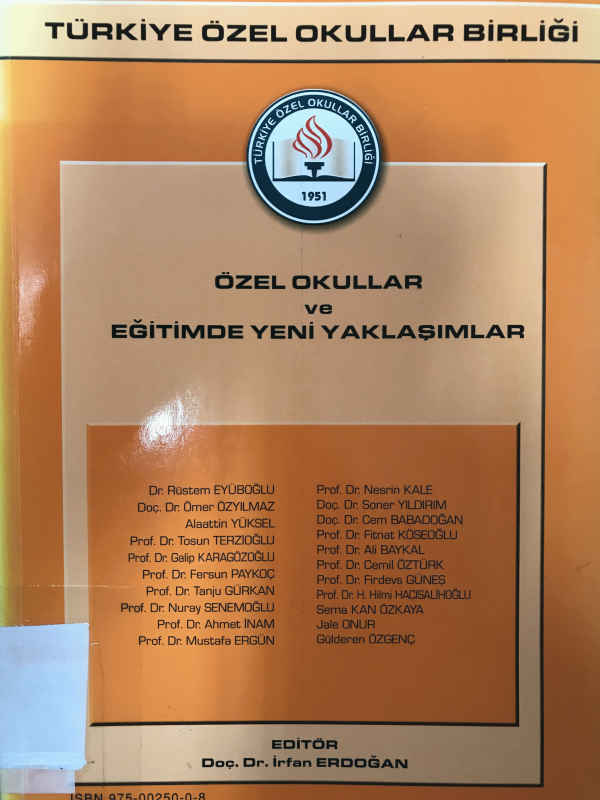 TÜRKİYE ÖZEL OKULLAR BİRLİĞİ
TÜRKİYE ÖZEL OKULLAR BİRLİĞİ
1951
ÖZEL OKULLAR
ve
EĞİTİMDE YENİ YAKLAŞIMLAR
Dr. Rüstem EYÜBOĞLU
Doç. Dr. Ömer ÖZYILMAZ
Alaattin YÜKSEL
Prof. Dr. Tosun TERZİOĞLU
Prof. Dr. Galip KARAGÖZOĞLU
Prof. Dr. Fersun PAYKOÇ
Prof. Dr. Tanju GÜRKAN
Prof. Dr. Nuray SENEMOĞLU
Prof. Dr. Ahmet İNAM
Prof. Dr. Mustafa ERGÜN
Prof. Dr. Nesrin KALE
Doç. Dr. Soner YILDIRIM
Doç. Dr. Cem BABADOĞAN
Prof. Dr. Fitnat KÖSEOĞLU
Prof. Dr. Ali BAYKAL
Prof. Dr. Cemil ÖZTÜRK
Prof. Dr. Firdevs GÜNEŞ
Prof. Dr. H. Hilmi HACISALİHOĞLU
Sema KAN ÖZKAYA
Jale ONUR
Gülderen ÖZGENÇ
EDİTÖR
Doç. Dr. İrfan ERDOĞAN
ISBN 975-00250-0-8